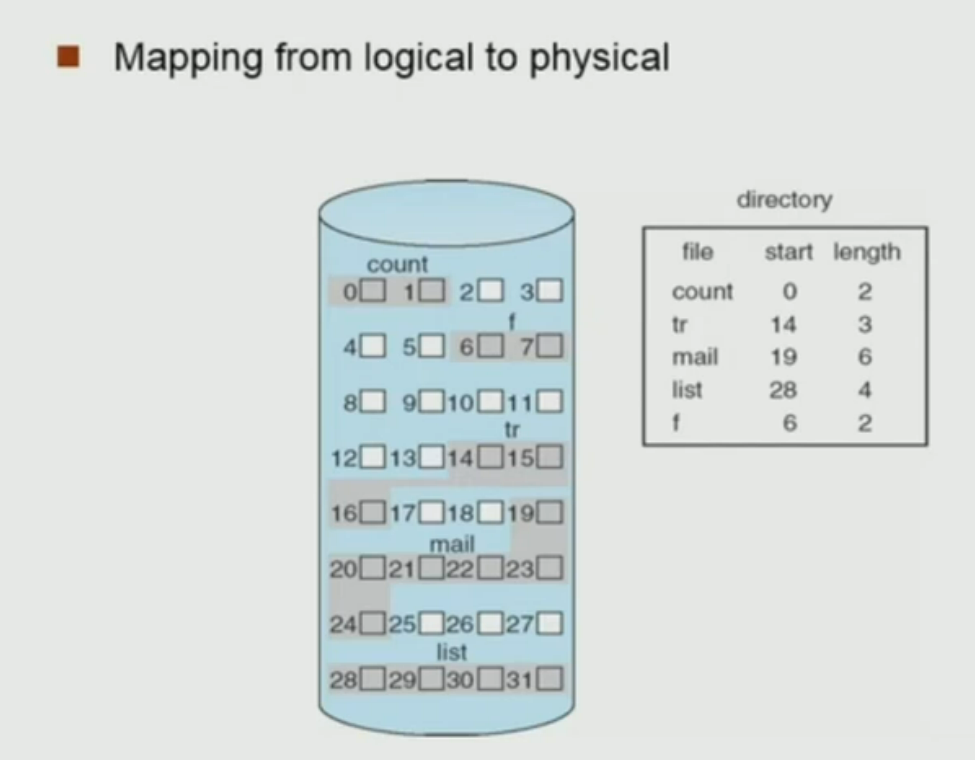 Mapping from logical to physical
directory
file start length
count 0 2
tr 14 3
mail 19 6
list 28 4
f 6 2
count
0 1 2 3
f
4 5 6 7
8 9 10 11
tr
12 13 14 15
16 17 18 19
mail
20 21 22 23
24 25 26 27
list
28 29 30 31